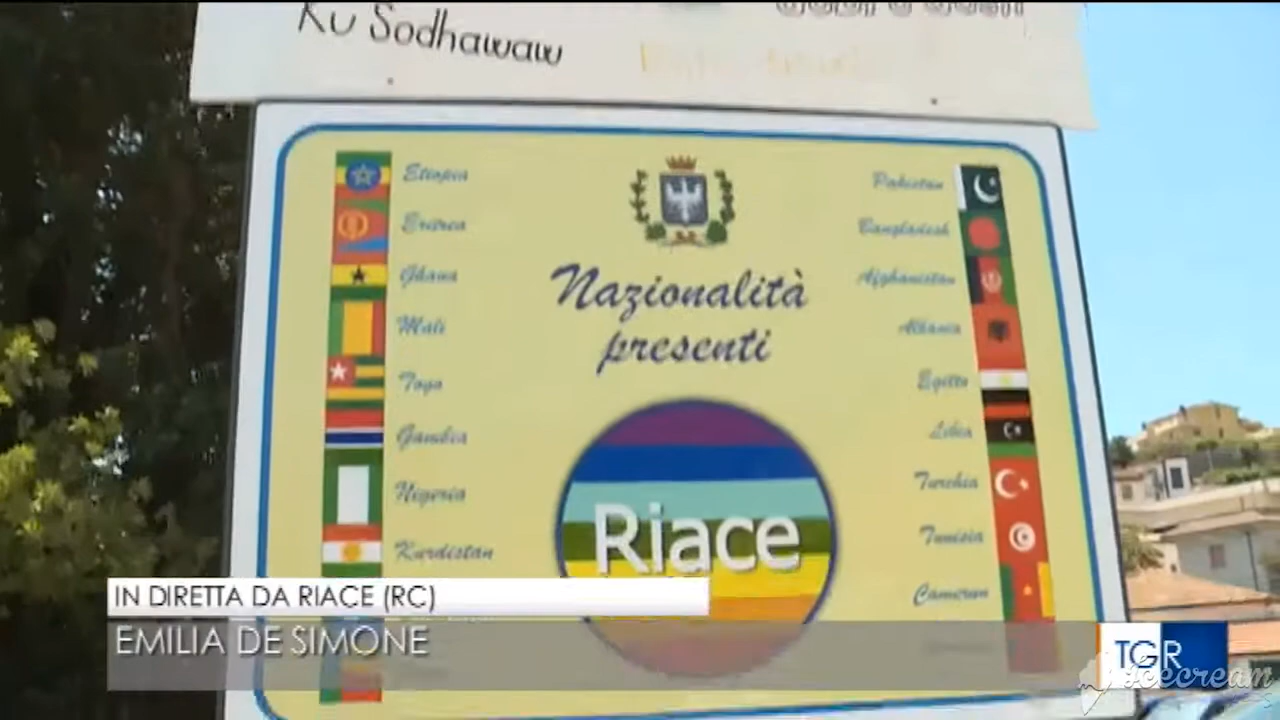 Ku Sodhawaw
Etiopia
Eritrea
Ghana
Mali
Togo
Gambia
Nigeria
Kurdistan
Nazionalità
presenti
Riace
Pakistan
Bangladesh
Afghanistan
Albania
Egitto
Libia
Turchia
Tunisia
Camerun
IN DIRETTA DA RIACE (RC)
EMILIA DE SIMONE
TGR
Icecream